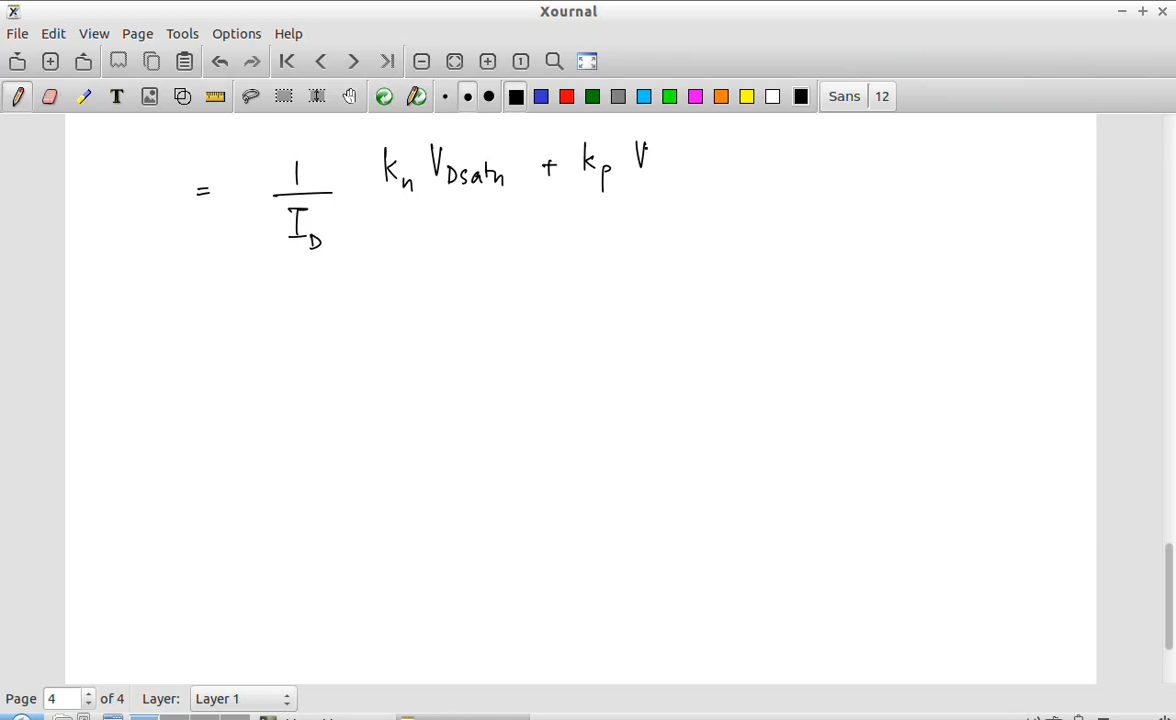 Xournal
File Edit View Page Tools Options Help
Sans 12
= 1/I_D k_n V_Dsatn + k_p V
Page 4 of 4 Layer: Layer 1